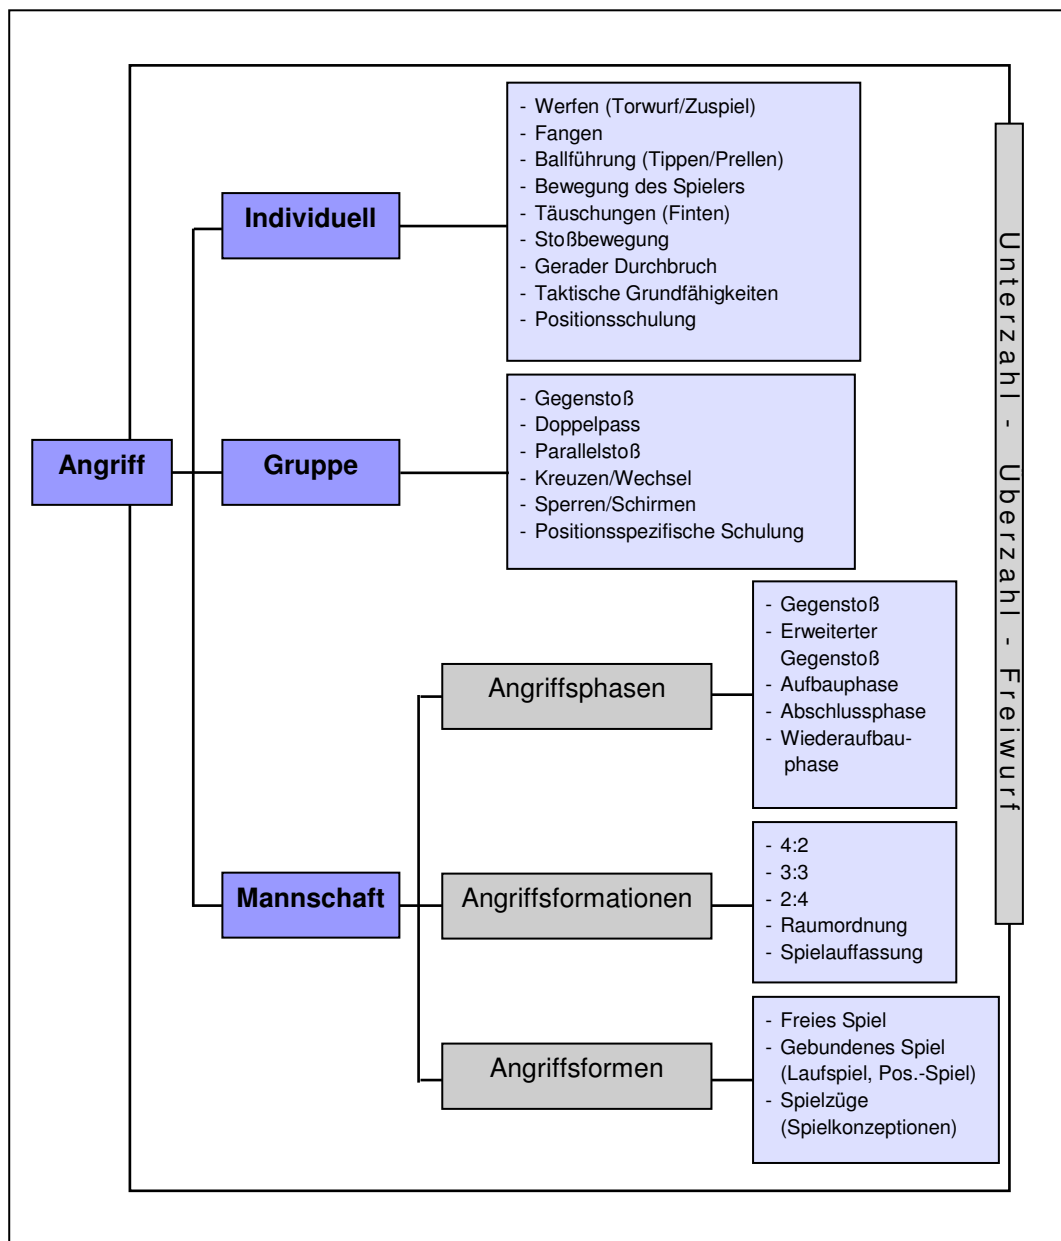 Angriff
Individuell
- Werfen (Torwurf/Zuspiel)
- Fangen
- Ballführung (Tippen/Prellen)
- Bewegung des Spielers
- Täuschungen (Finten)
- Stoßbewegung
- Gerader Durchbruch
- Taktische Grundfähigkeiten
- Positionsschulung
Gruppe
- Gegenstoß
- Doppelpass
- Parallelstoß
- Kreuzen/Wechsel
- Sperren/Schirmen
- Positionsspezifische Schulung
Mannschaft
Angriffsphasen
- Gegenstoß
- Erweiterter
Gegenstoß
- Aufbauphase
- Abschlussphase
- Wiederaufbau-
phase
Angriffsformationen
- 4:2
- 3:3
- 2:4
- Raumordnung
- Spielauffassung
Angriffsformen
- Freies Spiel
- Gebundenes Spiel
(Laufspiel, Pos.-Spiel)
- Spielzüge
(Spielkonzeptionen)
Unterzahl - Überzahl - Freiwurf